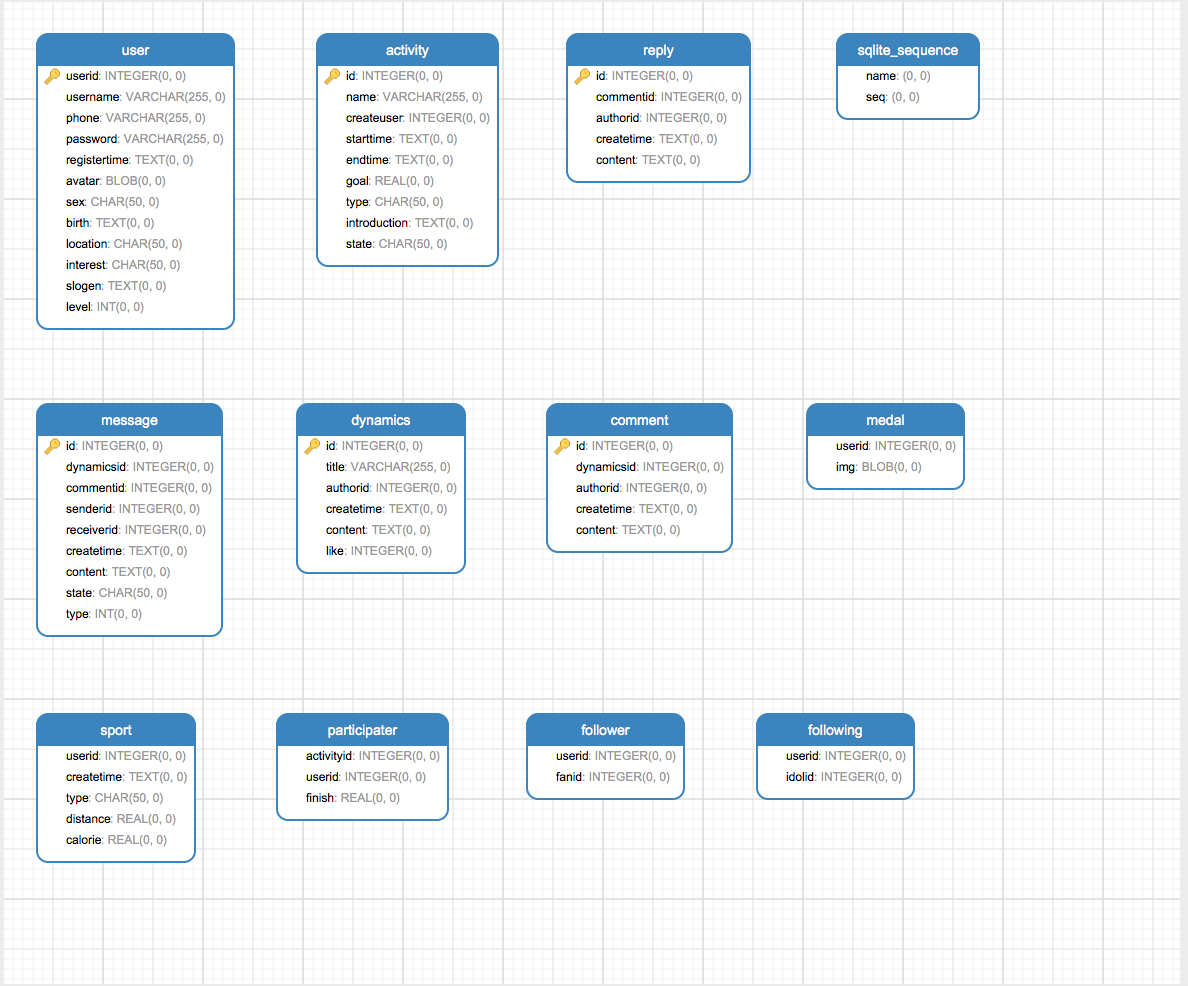 user
userid: INTEGER(0, 0)
username: VARCHAR(255, 0)
phone: VARCHAR(255, 0)
password: VARCHAR(255, 0)
registertime: TEXT(0, 0)
avatar: BLOB(0, 0)
sex: CHAR(50, 0)
birth: TEXT(0, 0)
location: CHAR(50, 0)
interest: CHAR(50, 0)
slogen: TEXT(0, 0)
level: INT(0, 0)
activity
id: INTEGER(0, 0)
name: VARCHAR(255, 0)
createuser: INTEGER(0, 0)
starttime: TEXT(0, 0)
endtime: TEXT(0, 0)
goal: REAL(0, 0)
type: CHAR(50, 0)
introduction: TEXT(0, 0)
state: CHAR(50, 0)
reply
id: INTEGER(0, 0)
commentid: INTEGER(0, 0)
authorid: INTEGER(0, 0)
createtime: TEXT(0, 0)
content: TEXT(0, 0)
sqlite_sequence
name: (0, 0)
seq: (0, 0)
message
id: INTEGER(0, 0)
dynamicsid: INTEGER(0, 0)
commentid: INTEGER(0, 0)
senderid: INTEGER(0, 0)
receiverid: INTEGER(0, 0)
createtime: TEXT(0, 0)
content: TEXT(0, 0)
state: CHAR(50, 0)
type: INT(0, 0)
dynamics
id: INTEGER(0, 0)
title: VARCHAR(255, 0)
authorid: INTEGER(0, 0)
createtime: TEXT(0, 0)
content: TEXT(0, 0)
like: INTEGER(0, 0)
comment
id: INTEGER(0, 0)
dynamicsid: INTEGER(0, 0)
authorid: INTEGER(0, 0)
createtime: TEXT(0, 0)
content: TEXT(0, 0)
medal
userid: INTEGER(0, 0)
img: BLOB(0, 0)
sport
userid: INTEGER(0, 0)
createtime: TEXT(0, 0)
type: CHAR(50, 0)
distance: REAL(0, 0)
calorie: REAL(0, 0)
participater
activityid: INTEGER(0, 0)
userid: INTEGER(0, 0)
finish: REAL(0, 0)
follower
userid: INTEGER(0, 0)
fanid: INTEGER(0, 0)
following
userid: INTEGER(0, 0)
idolid: INTEGER(0, 0)